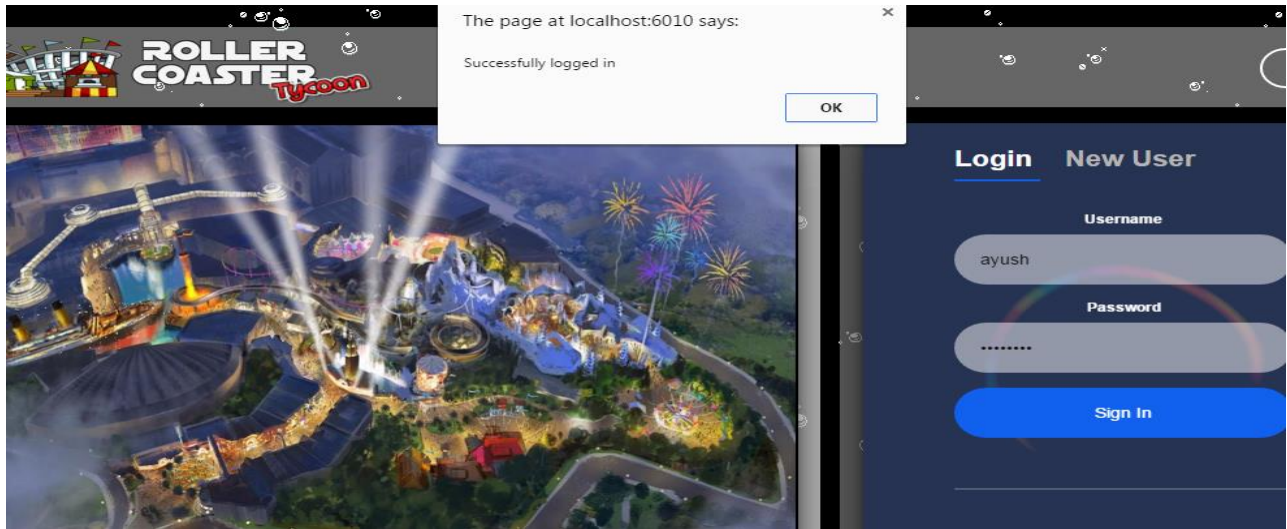 The page at localhost:6010 says:
Successfully logged in
OK
ROLLER
COASTER
Tycoon
Login New User
Username
ayush
Password
••••••••
Sign In